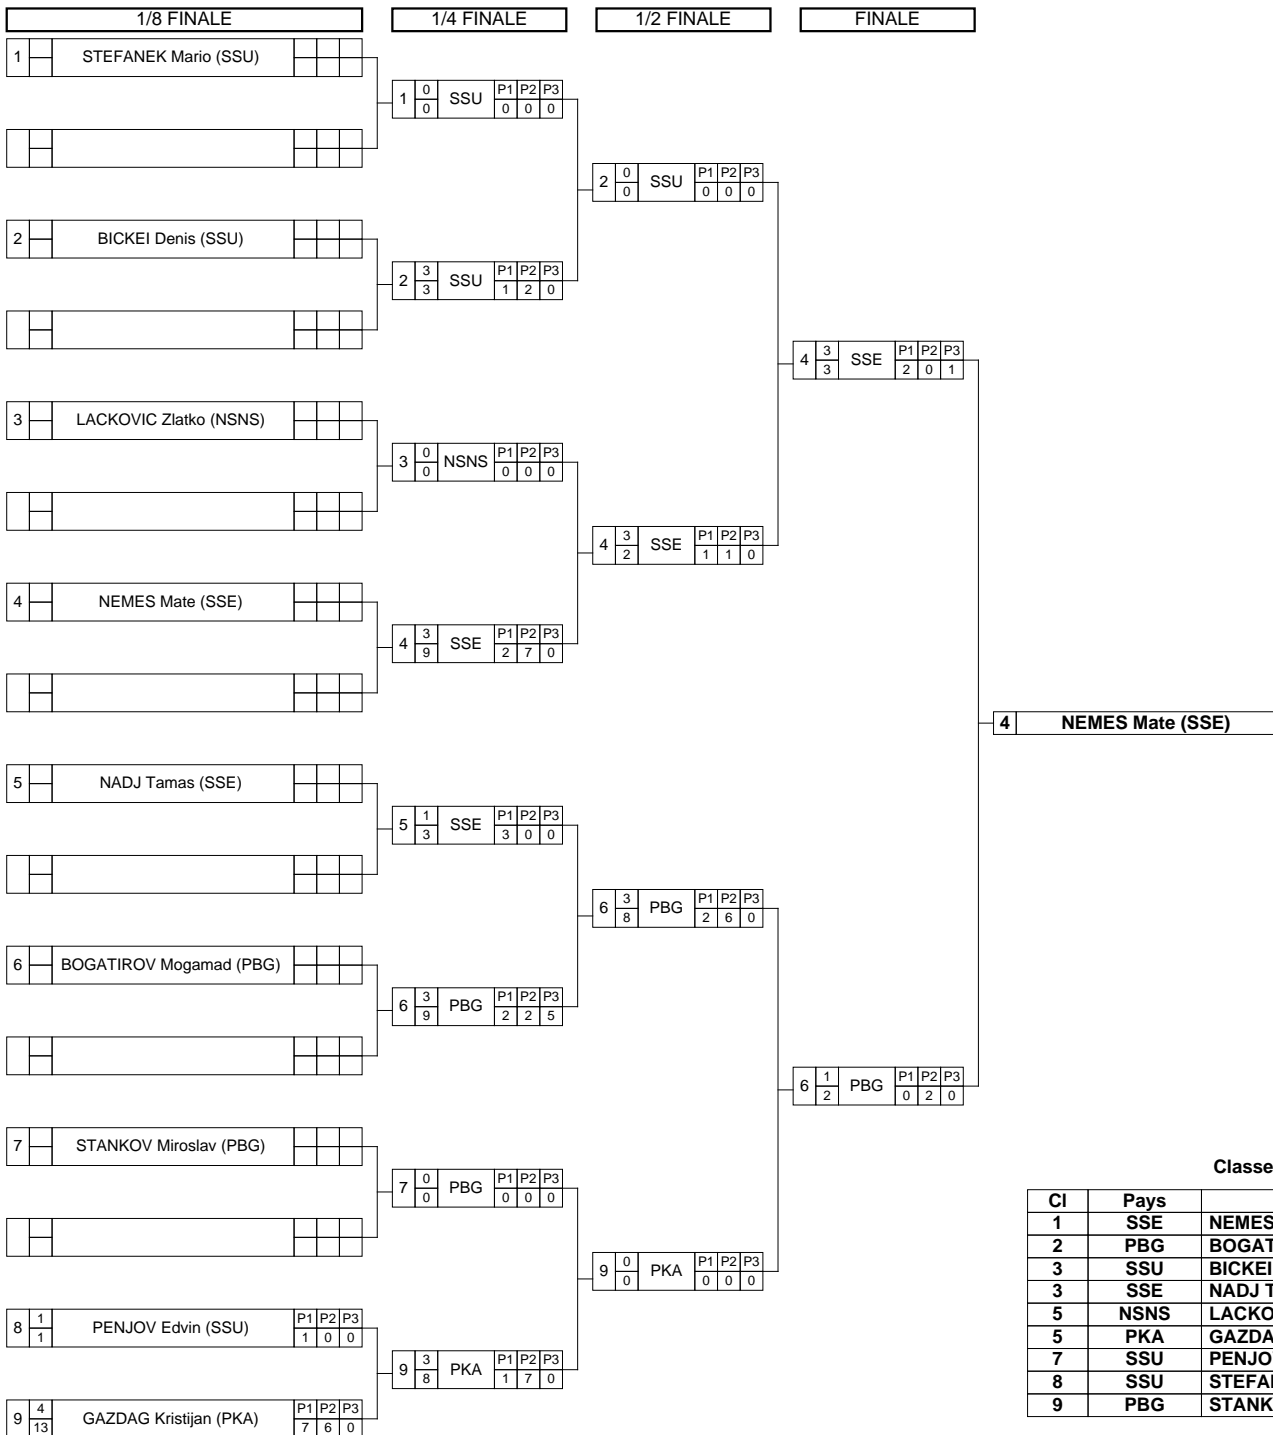 1/8 FINALE 1/4 FINALE 1/2 FINALE FINALE
1 STEFANEK Mario (SSU)
1 0 SSU P1 P2 P3
0 0 0 0
2 0 SSU P1 P2 P3
0 0 0 0
2 BICKEI Denis (SSU)
2 3 SSU P1 P2 P3
3 1 2 0
4 3 SSE P1 P2 P3
3 2 0 1
3 LACKOVIC Zlatko (NSNS)
3 0 NSNS P1 P2 P3
0 0 0 0
4 3 SSE P1 P2 P3
2 1 1 0
4 NEMES Mate (SSE)
4 3 SSE P1 P2 P3
9 2 7 0
4 NEMES Mate (SSE)
5 NADJ Tamas (SSE)
5 1 SSE P1 P2 P3
3 3 0 0
6 3 PBG P1 P2 P3
8 2 6 0
6 BOGATIROV Mogamad (PBG)
6 3 PBG P1 P2 P3
9 2 2 5
6 1 PBG P1 P2 P3
2 0 2 0
7 STANKOV Miroslav (PBG)
7 0 PBG P1 P2 P3
0 0 0 0
9 0 PKA P1 P2 P3
0 0 0 0
8 1 PENJOV Edvin (SSU) P1 P2 P3
1 1 0 0
9 3 PKA P1 P2 P3
8 1 7 0
9 4 GAZDAG Kristijan (PKA) P1 P2 P3
13 7 6 0
Classe
Cl Pays
1 SSE NEMES
2 PBG BOGAT
3 SSU BICKEI
3 SSE NADJ T
5 NSNS LACKO
5 PKA GAZDA
7 SSU PENJO
8 SSU STEFA
9 PBG STANK